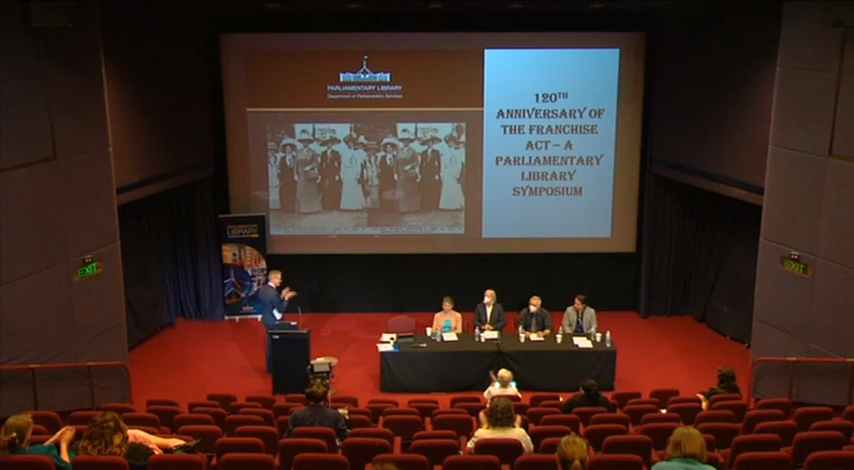 PARLIAMENTARY LIBRARY
Department of Parliamentary Services
120TH
ANNIVERSARY OF
THE FRANCHISE
ACT – A
PARLIAMENTARY
LIBRARY
SYMPOSIUM
LIBRARY
EXIT
EXIT